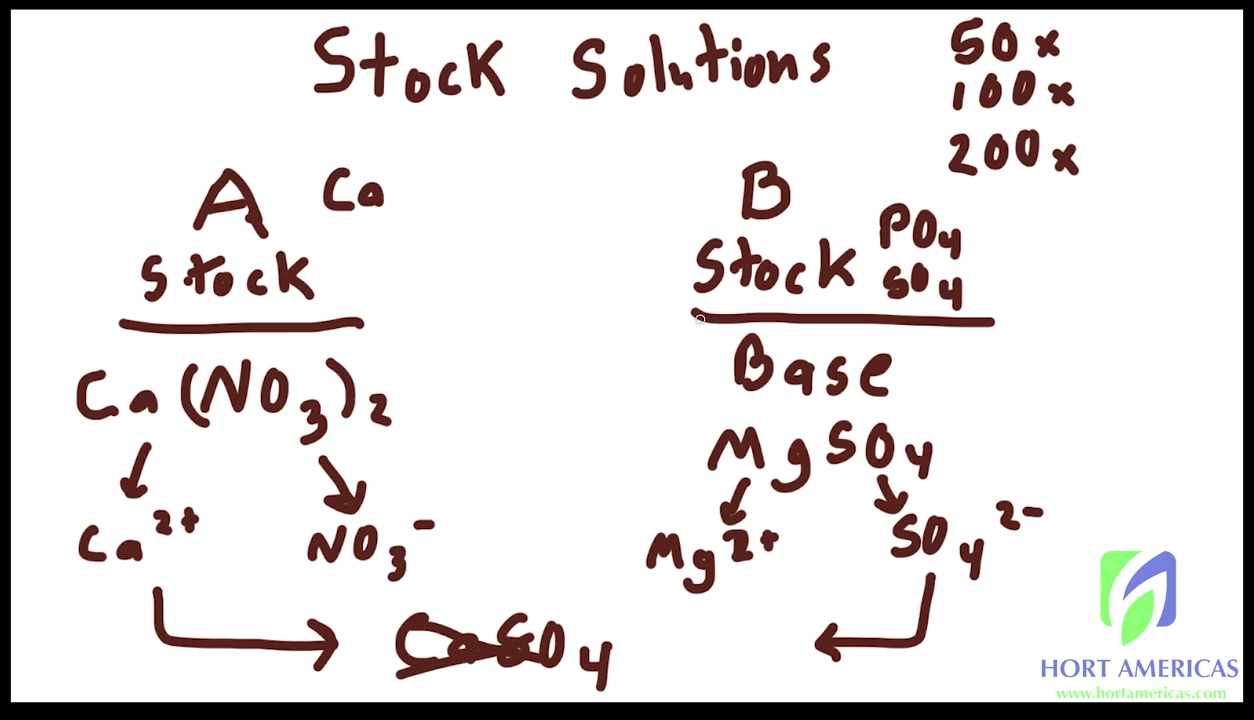 Stock Solutions
50x
100x
200x
A Ca
Stock
Ca(NO3)2
Ca2+ NO3-
B
Stock PO4
SO4
Base
MgSO4
Mg2+ SO4 2-
CaSO4
HORT AMERICAS
www.hortamericas.com